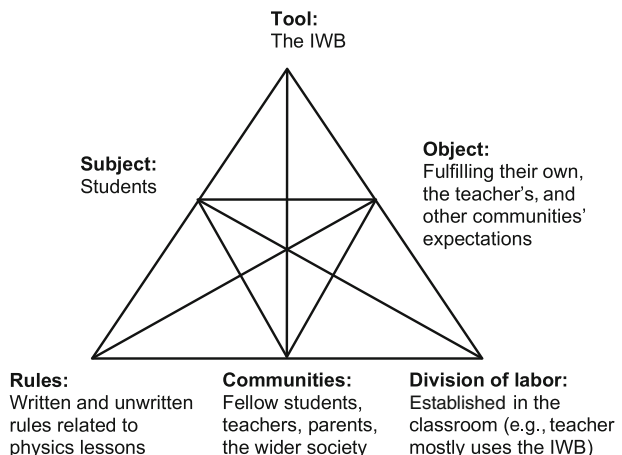 Tool:
The IWB
Subject:
Students
Object:
Fulfilling their own,
the teacher's, and
other communities'
expectations
Rules:
Written and unwritten
rules related to
physics lessons
Communities:
Fellow students,
teachers, parents,
the wider society
Division of labor:
Established in the
classroom (e.g., teacher
mostly uses the IWB)